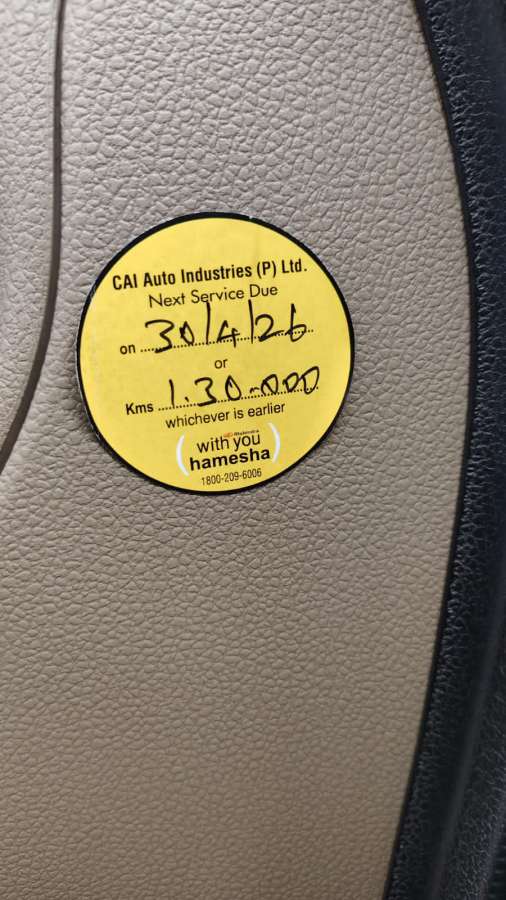 CAI Auto Industries (P) Ltd.
Next Service Due
on 30/4/26
or
Kms 1.30-000
whichever is earlier
Mahindra
with you
hamesha
1800-209-6006